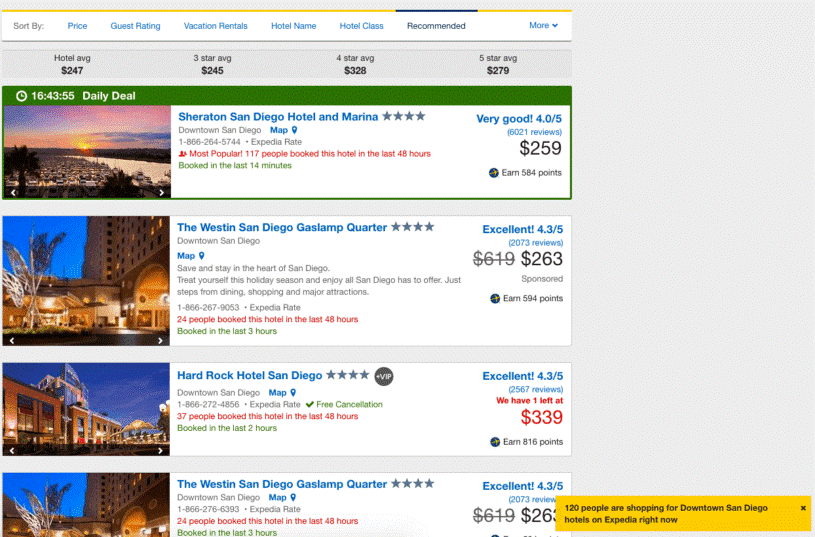 Sort By: Price Guest Rating Vacation Rentals Hotel Name Hotel Class Recommended More
Hotel avg 3 star avg 4 star avg 5 star avg
$247 $245 $328 $279
16:43:55 Daily Deal
Sheraton San Diego Hotel and Marina
Downtown San Diego Map
1-866-264-5744 • Expedia Rate
Most Popular! 117 people booked this hotel in the last 48 hours
Booked in the last 14 minutes
Very good! 4.0/5
(6021 reviews)
$259
Earn 584 points
The Westin San Diego Gaslamp Quarter
Downtown San Diego
Map
Save and stay in the heart of San Diego.
Treat yourself this holiday season and enjoy all San Diego has to offer. Just
steps from dining, shopping and major attractions.
1-866-267-9053 • Expedia Rate
24 people booked this hotel in the last 48 hours
Booked in the last 3 hours
Excellent! 4.3/5
(2073 reviews)
$619 $263
Sponsored
Earn 594 points
Hard Rock Hotel San Diego +VIP
Downtown San Diego Map
1-866-272-4856 • Expedia Rate Free Cancellation
37 people booked this hotel in the last 48 hours
Booked in the last 2 hours
Excellent! 4.3/5
(2567 reviews)
We have 1 left at
$339
Earn 816 points
The Westin San Diego Gaslamp Quarter
Downtown San Diego Map
1-866-276-6393 • Expedia Rate
24 people booked this hotel in the last 48 hours
Booked in the last 3 hours
Excellent! 4.3/5
(2073
$619
120 people are shopping for Downtown San Diego
hotels on Expedia right now